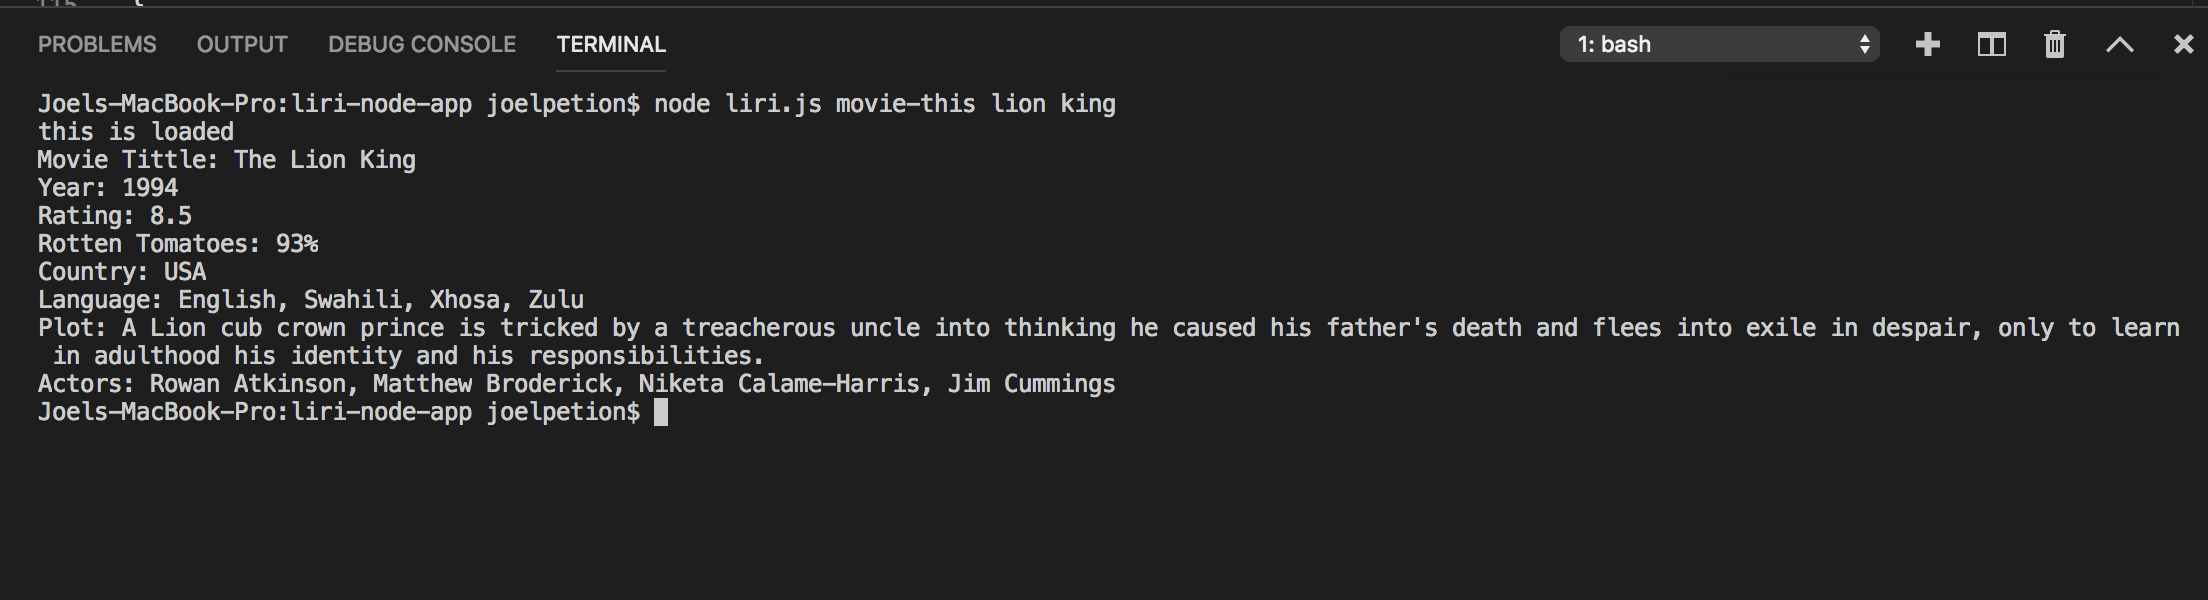 115 {
PROBLEMS OUTPUT DEBUG CONSOLE TERMINAL 1: bash
Joels-MacBook-Pro:liri-node-app joelpetion$ node liri.js movie-this lion king
this is loaded
Movie Tittle: The Lion King
Year: 1994
Rating: 8.5
Rotten Tomatoes: 93%
Country: USA
Language: English, Swahili, Xhosa, Zulu
Plot: A Lion cub crown prince is tricked by a treacherous uncle into thinking he caused his father's death and flees into exile in despair, only to learn
in adulthood his identity and his responsibilities.
Actors: Rowan Atkinson, Matthew Broderick, Niketa Calame-Harris, Jim Cummings
Joels-MacBook-Pro:liri-node-app joelpetion$